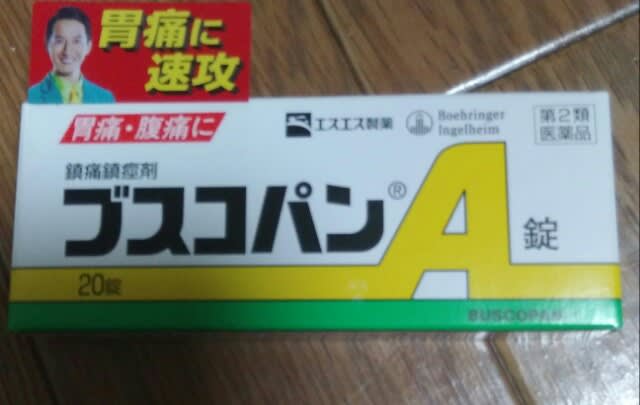 胃痛に
速攻
胃痛・腹痛に
エスエス製薬
Boehringer
Ingelheim
第2類
医薬品
鎮痛鎮痙剤
ブスコパン®A錠
20錠
BUSCOPAN